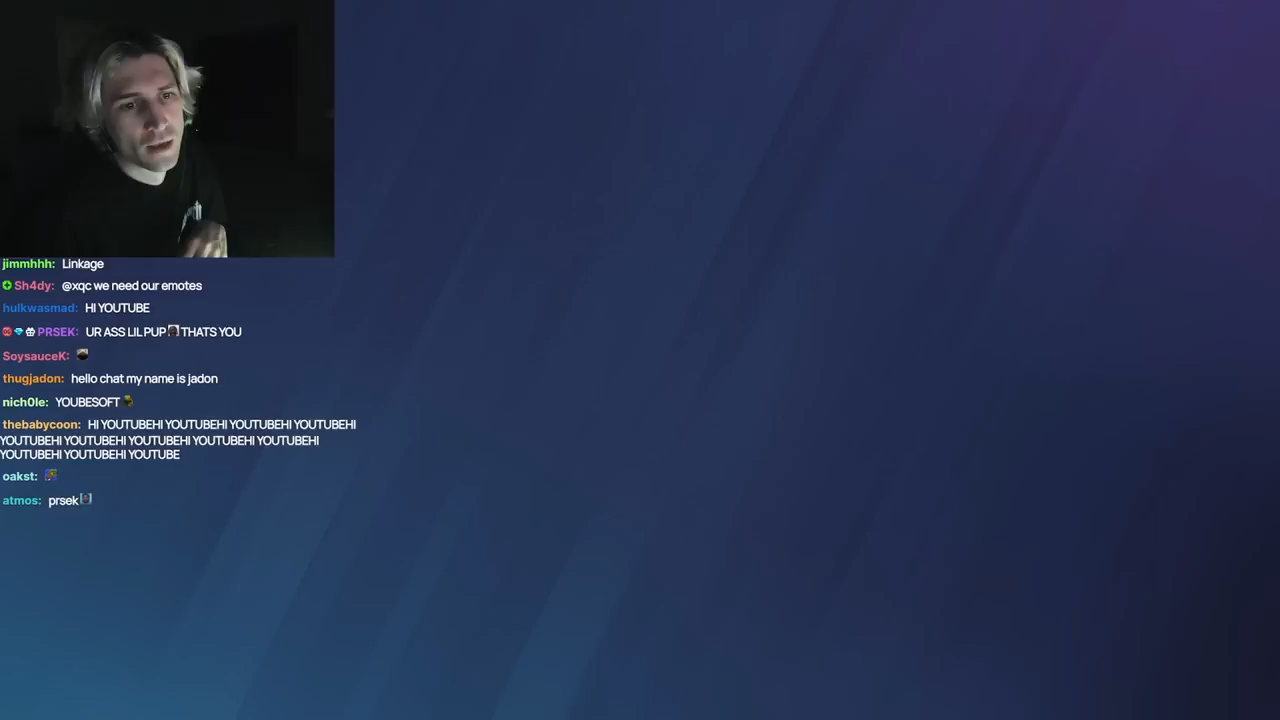 jimmhhh: Linkage
Sh4dy: @xqc we need our emotes
hulkwasmad: HI YOUTUBE
PRSEK: UR ASS LIL PUP THATS YOU
SoysauceK:
thugjadon: hello chat my name is jadon
nich0le: YOUBESOFT
thebabycoon: HI YOUTUBEHI YOUTUBEHI YOUTUBEHI YOUTUBEHI
YOUTUBEHI YOUTUBEHI YOUTUBEHI YOUTUBEHI YOUTUBEHI
YOUTUBEHI YOUTUBEHI YOUTUBE
oakst:
atmos: prsek